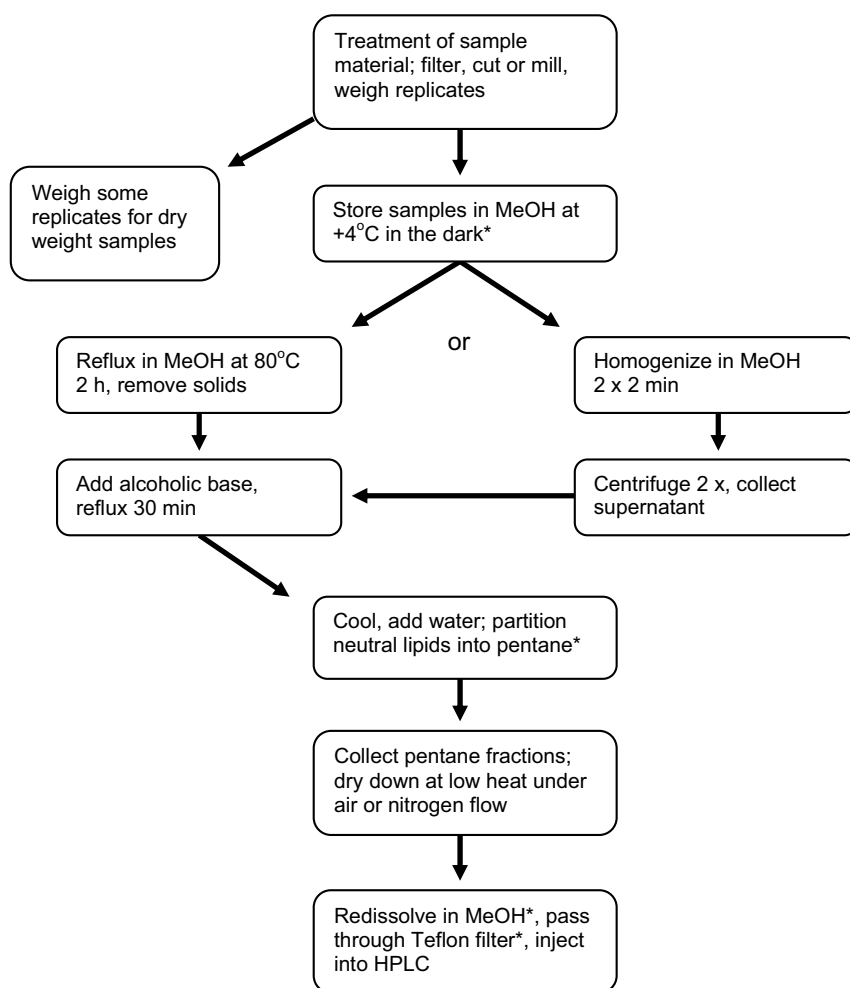 Treatment of sample
material; filter, cut or mill,
weigh replicates
Weigh some
replicates for dry
weight samples
Store samples in MeOH at
+4°C in the dark*
or
Reflux in MeOH at 80°C
2 h, remove solids
Homogenize in MeOH
2 x 2 min
Add alcoholic base,
reflux 30 min
Centrifuge 2 x, collect
supernatant
Cool, add water; partition
neutral lipids into pentane*
Collect pentane fractions;
dry down at low heat under
air or nitrogen flow
Redissolve in MeOH*, pass
through Teflon filter*, inject
into HPLC